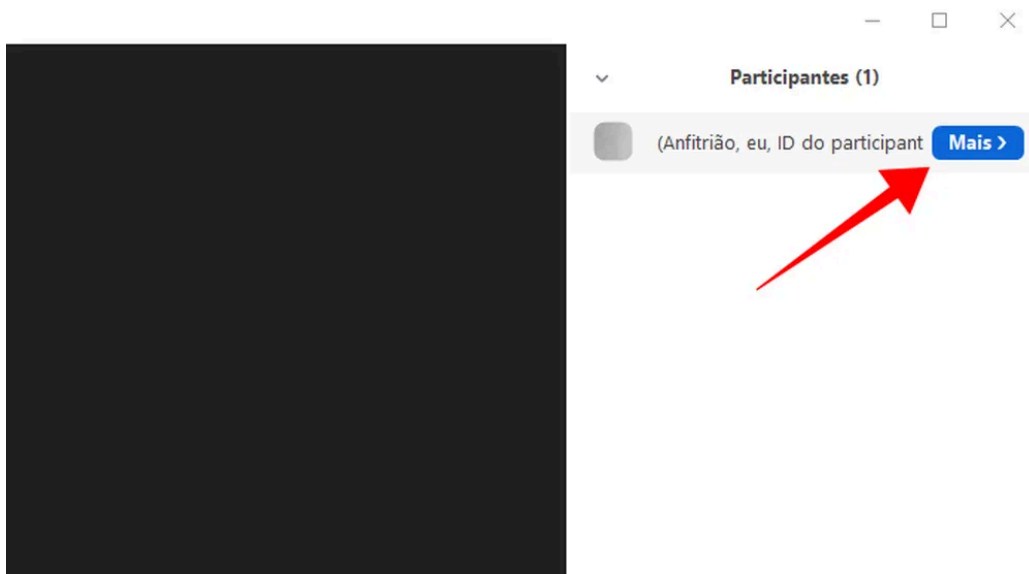 Participantes (1)
(Anfitrião, eu, ID do participant
Mais >